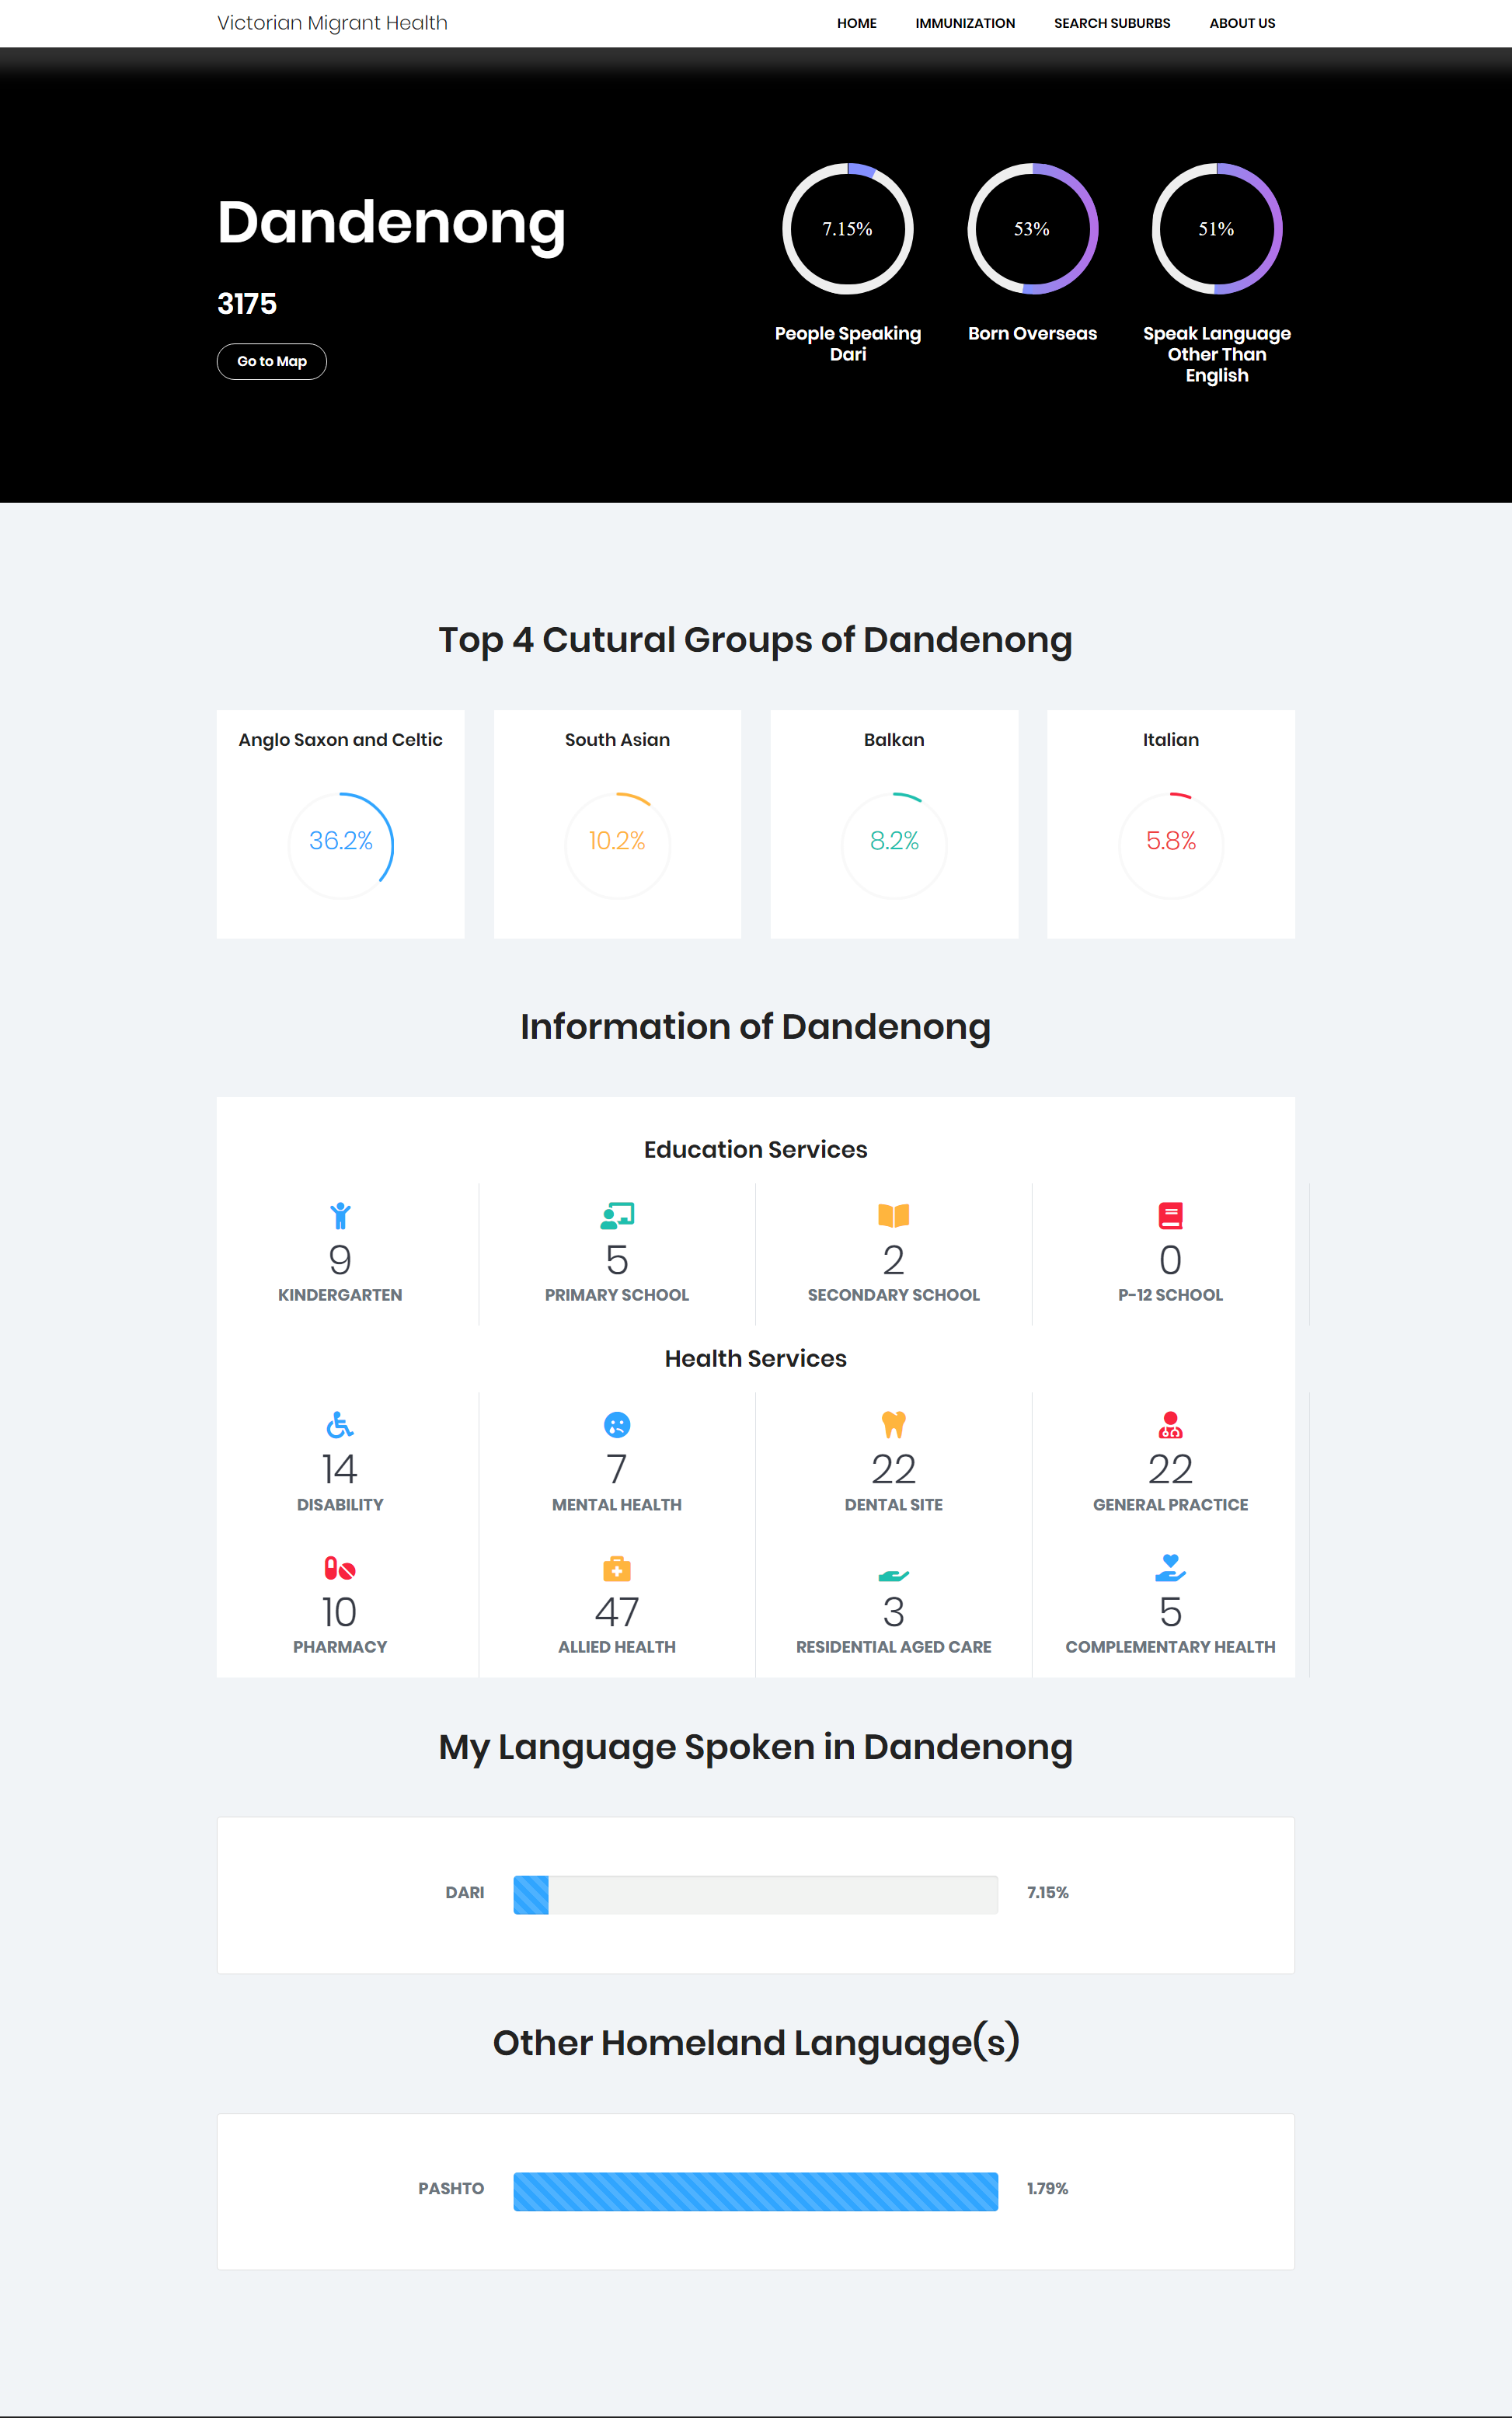 Victorian Migrant Health
HOME
IMMUNIZATION
SEARCH SUBURBS
ABOUT US
Dandenong
3175
Go to Map
7.15%
People Speaking
Dari
53%
Born Overseas
51%
Speak Language
Other Than
English
Top 4 Cutural Groups of Dandenong
Anglo Saxon and Celtic
36.2%
South Asian
10.2%
Balkan
8.2%
Italian
5.8%
Information of Dandenong
Education Services
9
KINDERGARTEN
5
PRIMARY SCHOOL
2
SECONDARY SCHOOL
0
P-12 SCHOOL
Health Services
14
DISABILITY
7
MENTAL HEALTH
22
DENTAL SITE
22
GENERAL PRACTICE
10
PHARMACY
47
ALLIED HEALTH
3
RESIDENTIAL AGED CARE
5
COMPLEMENTARY HEALTH
My Language Spoken in Dandenong
DARI
7.15%
Other Homeland Language(s)
PASHTO
1.79%